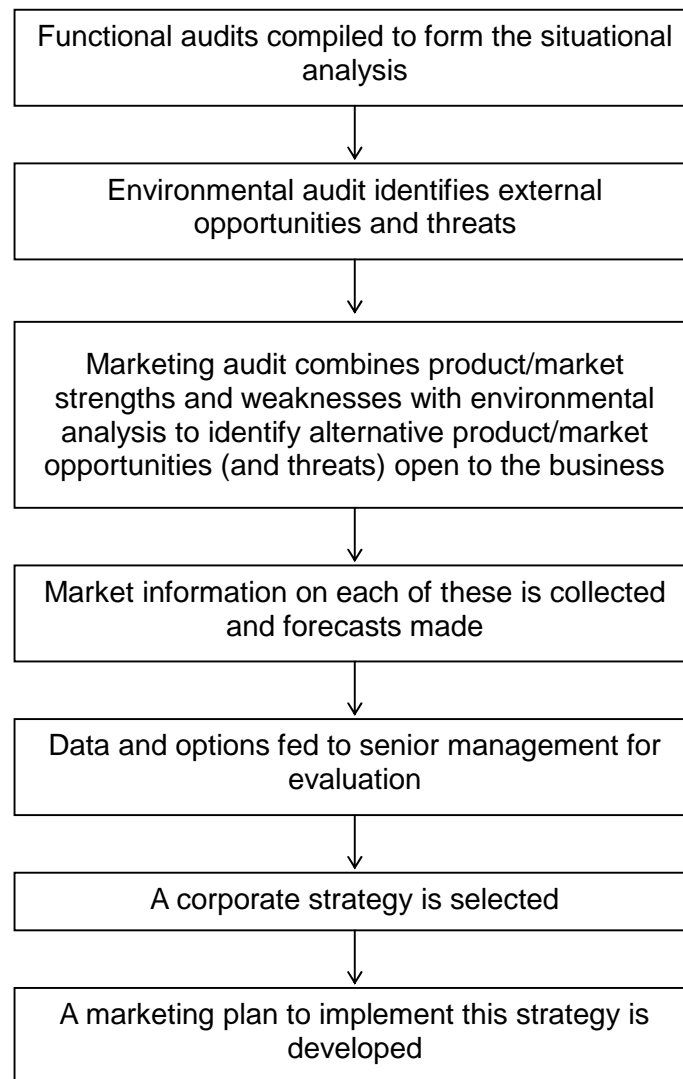 Functional audits compiled to form the situational
analysis
Environmental audit identifies external
opportunities and threats
Marketing audit combines product/market
strengths and weaknesses with environmental
analysis to identify alternative product/market
opportunities (and threats) open to the business
Market information on each of these is collected
and forecasts made
Data and options fed to senior management for
evaluation
A corporate strategy is selected
A marketing plan to implement this strategy is
developed